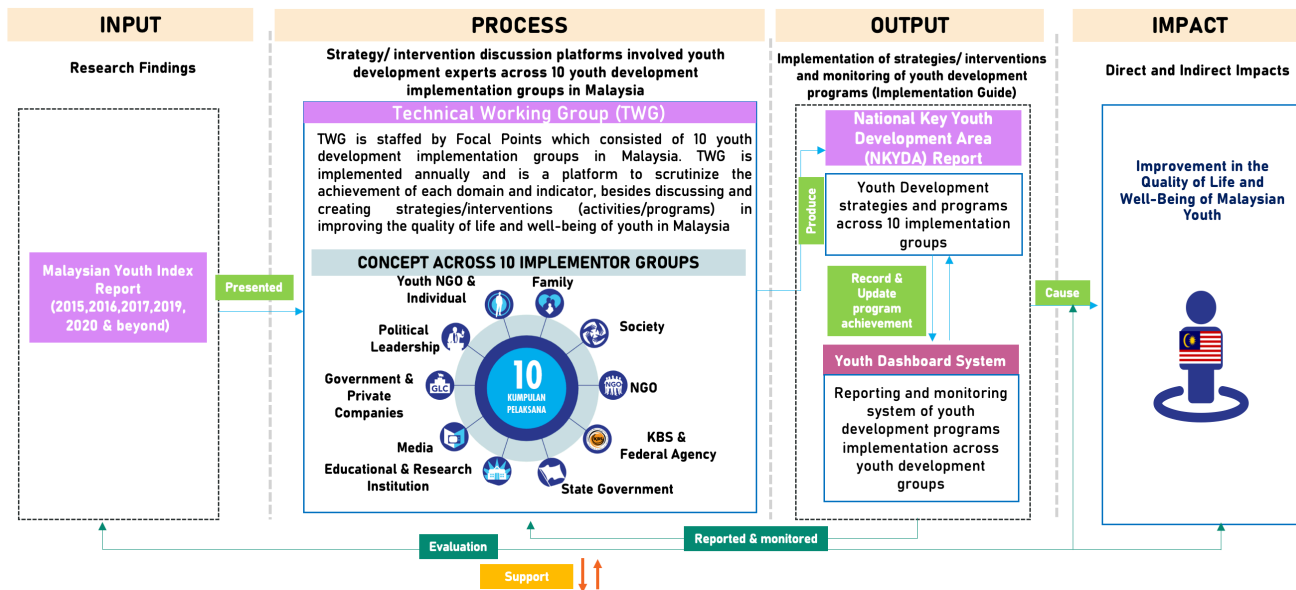 INPUT
Research Findings
Malaysian Youth Index
Report
(2015,2016,2017,2019,
2020 & beyond)
Presented
PROCESS
Strategy/ intervention discussion platforms involved youth
development experts across 10 youth development
implementation groups in Malaysia
Technical Working Group (TWG)
TWG is staffed by Focal Points which consisted of 10 youth
development implementation groups in Malaysia. TWG is
implemented annually and is a platform to scrutinize the
achievement of each domain and indicator, besides discussing and
creating strategies/interventions (activities/programs) in
improving the quality of life and well-being of youth in Malaysia
CONCEPT ACROSS 10 IMPLEMENTOR GROUPS
Youth NGO &
Individual
Family
Political
Leadership
Society
Government &
Private
Companies
GLC
10
KUMPULAN
PELAKSANA
NGO
NGO
Media
KBS
KBS &
Federal Agency
Educational & Research
Institution
State Government
OUTPUT
Implementation of strategies/ interventions
and monitoring of youth development
programs (Implementation Guide)
Produce
National Key Youth
Development Area
(NKYDA) Report
Youth Development
strategies and programs
across 10 implementation
groups
Record &
Update
program
achievement
Youth Dashboard System
Reporting and monitoring
system of youth
development programs
implementation across
youth development
groups
Cause
IMPACT
Direct and Indirect Impacts
Improvement in the
Quality of Life and
Well-Being of Malaysian
Youth
Reported & monitored
Evaluation
Support